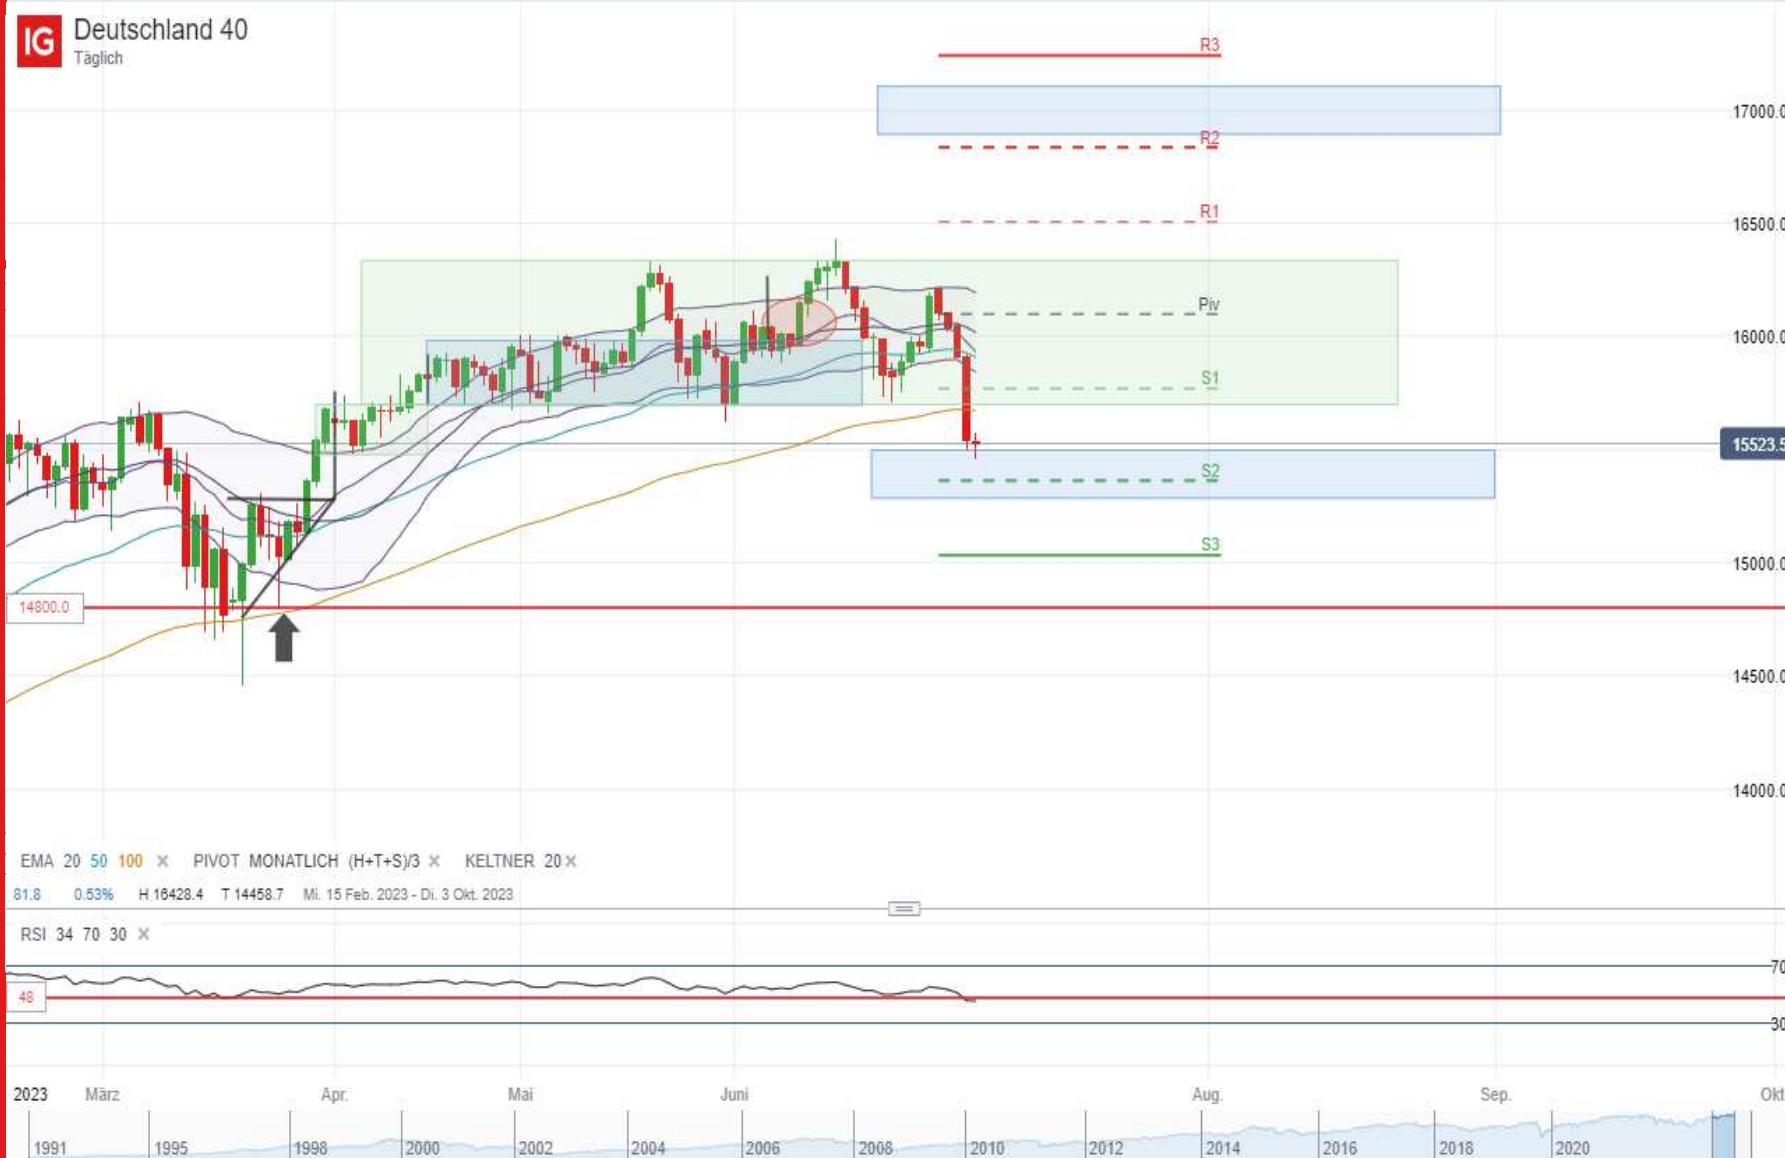 IG
Deutschland 40
Täglich
R3
17000.0
R2
R1
16500.0
Piv
16000.0
S1
15523.5
S2
S3
15000.0
14800.0
14500.0
14000.0
EMA 20 50 100 × PIVOT MONATLICH (H+T+S)/3 × KELTNER 20 ×
81.8 0.53% H 16428.4 T 14458.7 Mi. 15 Feb. 2023 - Di. 3 Okt. 2023
RSI 34 70 30 ×
70
48
30
2023 März Apr. Mai Juni Aug. Sep. Okt
1991 1995 1998 2000 2002 2004 2006 2008 2010 2012 2014 2016 2018 2020